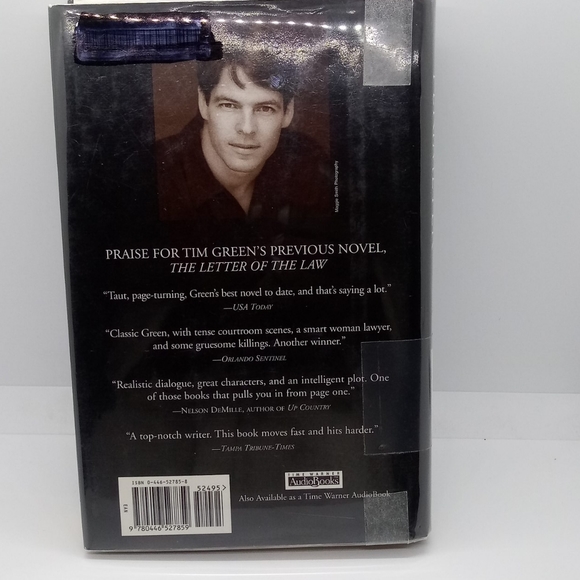 Maggie Smith Photography
PRAISE FOR TIM GREEN'S PREVIOUS NOVEL,
THE LETTER OF THE LAW
“Taut, page-turning, Green's best novel to date, and that's saying a lot.”
—USA TODAY
“Classic Green, with tense courtroom scenes, a smart woman lawyer,
and some gruesome killings. Another winner.”
—ORLANDO SENTINEL
“Realistic dialogue, great characters, and an intelligent plot. One
of those books that pulls you in from page one.”
—NELSON DEMILLE, AUTHOR OF UP COUNTRY
“A top-notch writer. This book moves fast and hits harder.”
—TAMPA TRIBUNE-TIMES
ISBN 0-446-52785-8
52495>
9 780446 527859
TIME WARNER
AudioBooks
Also Available as a Time Warner AudioBook